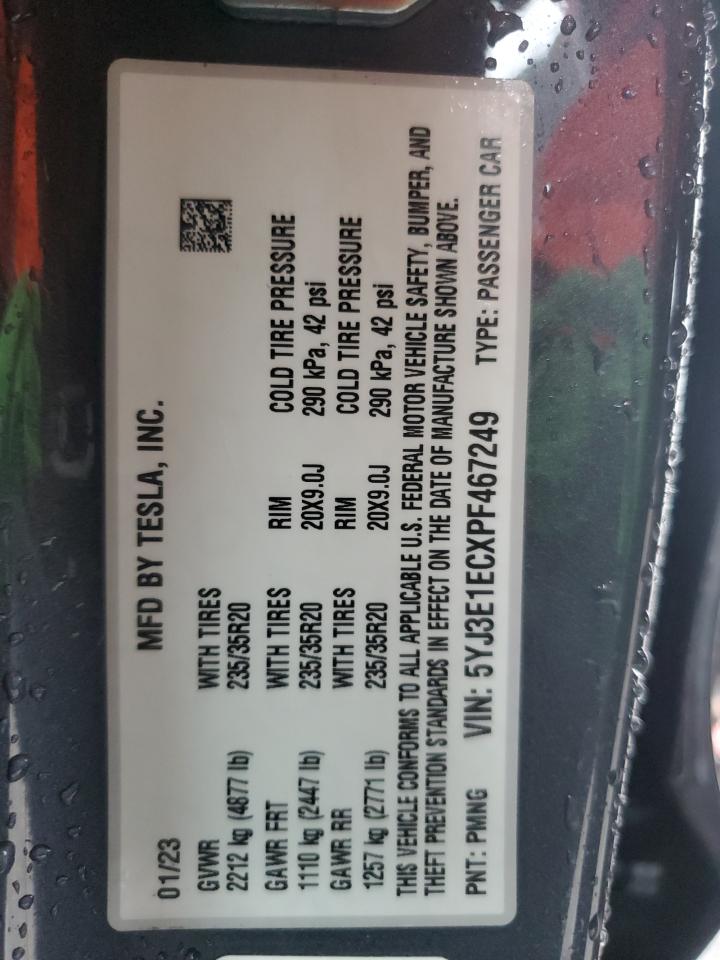 MFD BY TESLA, INC.
01/23
GVWR WITH TIRES
2212 kg (4877 lb) 235/35R20
GAWR FRT WITH TIRES RIM COLD TIRE PRESSURE
1110 kg (2447 lb) 235/35R20 20X9.0J 290 kPa, 42 psi
GAWR RR WITH TIRES RIM COLD TIRE PRESSURE
1257 kg (2771 lb) 235/35R20 20X9.0J 290 kPa, 42 psi
THIS VEHICLE CONFORMS TO ALL APPLICABLE U.S. FEDERAL MOTOR VEHICLE SAFETY, BUMPER, AND
THEFT PREVENTION STANDARDS IN EFFECT ON THE DATE OF MANUFACTURE SHOWN ABOVE.
PNT: PMNG VIN: 5YJ3E1ECXPF467249 TYPE: PASSENGER CAR